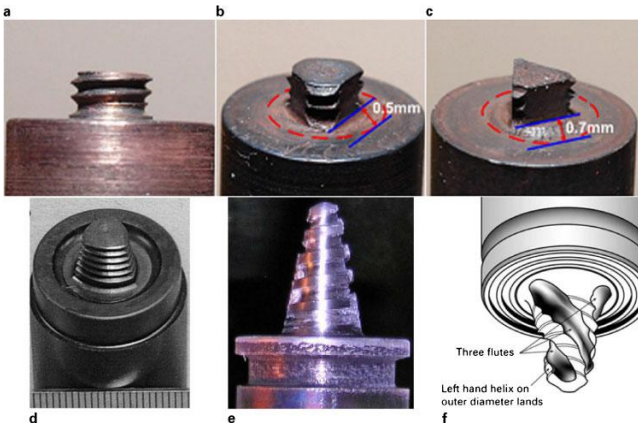 a
b
c
0.5mm
0.7mm
Three flutes
Left hand helix on
outer diameter lands
d
e
f